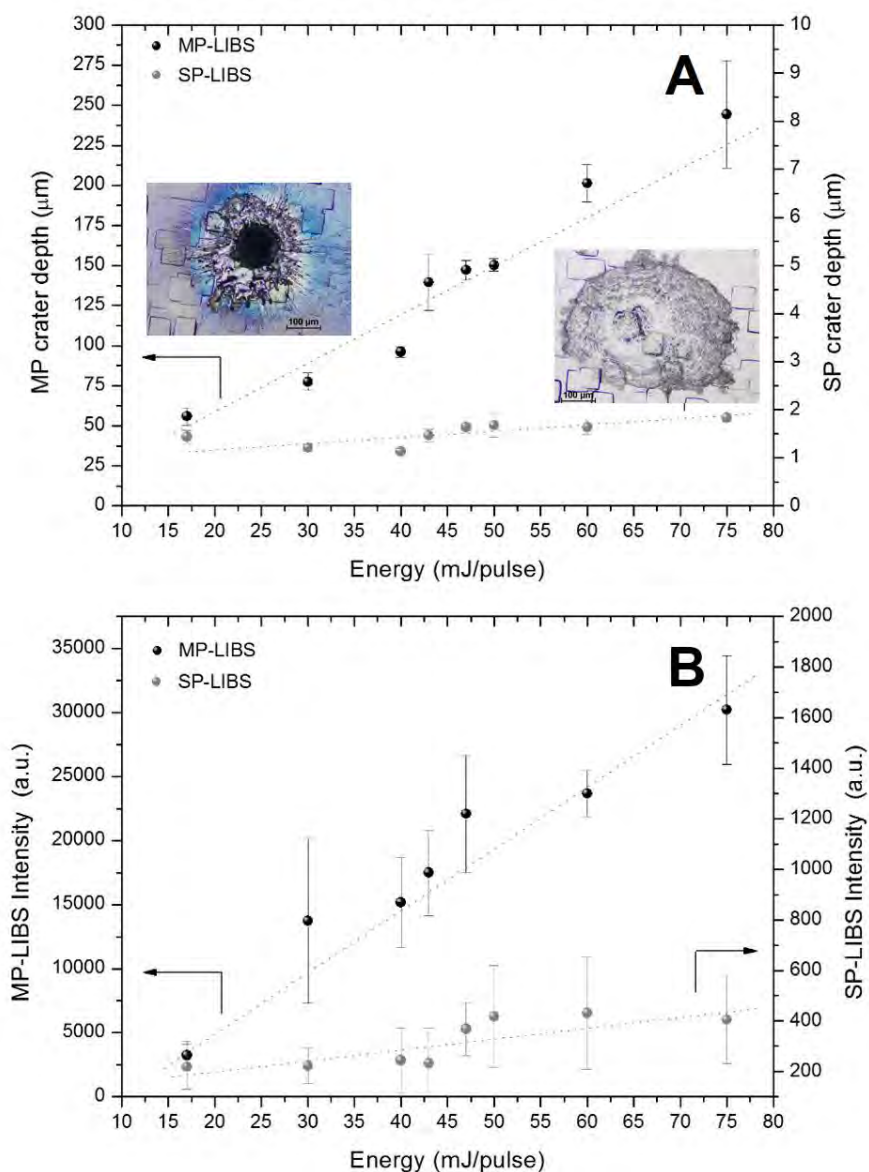 A
MP-LIBS
SP-LIBS
300
275
250
225
200
175
150
125
100
75
50
25
0
MP crater depth (μm)
10
9
8
7
6
5
4
3
2
1
0
SP crater depth (μm)
100 μm
100 μm
10 15 20 25 30 35 40 45 50 55 60 65 70 75 80
Energy (mJ/pulse)
B
MP-LIBS
SP-LIBS
35000
30000
25000
20000
15000
10000
5000
0
MP-LIBS Intensity (a.u.)
2000
1800
1600
1400
1200
1000
800
600
400
200
SP-LIBS Intensity (a.u.)
10 15 20 25 30 35 40 45 50 55 60 65 70 75 80
Energy (mJ/pulse)